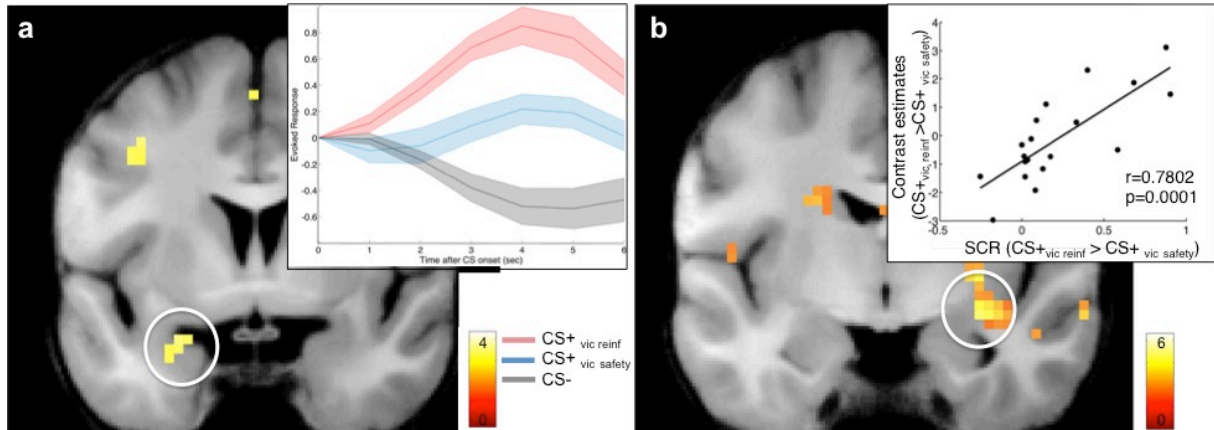 a
Evoked Response
0.8
0.6
0.4
0.2
0
-0.2
-0.4
-0.6
0 1 2 3 4 5 6
Time after CS onset (sec)
4
0
CS+ vic reinf
CS+ vic safety
CS-
b
Contrast estimates
(CS+vic, reinf>CS+ vic safety)
4
3
2
1
0
-1
-2
-3
-0.5 0 0.5 1
r=0.7802
p=0.0001
SCR (CS+vic reinf > CS+ vic safety)
6
0